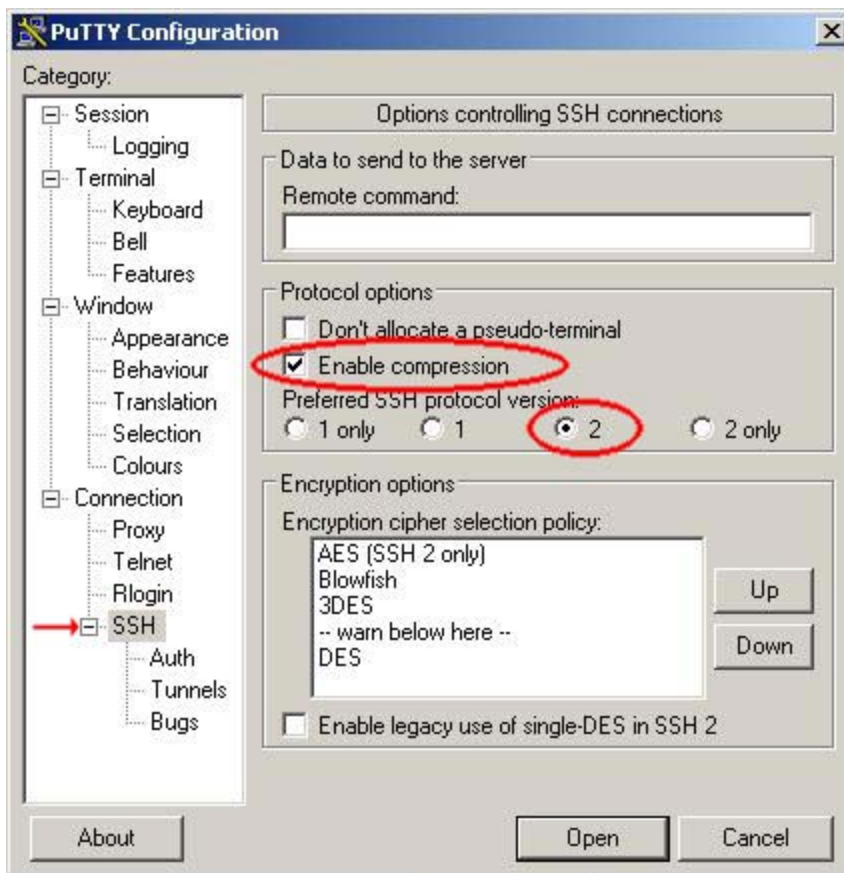 PuTTY Configuration
Category:
Session
Logging
Terminal
Keyboard
Bell
Features
Window
Appearance
Behaviour
Translation
Selection
Colours
Connection
Proxy
Telnet
Rlogin
SSH
Auth
Tunnels
Bugs
Options controlling SSH connections
Data to send to the server
Remote command:
Protocol options
Don't allocate a pseudo-terminal
Enable compression
Preferred SSH protocol version:
1 only 1 2 2 only
Encryption options
Encryption cipher selection policy:
AES (SSH 2 only)
Blowfish
3DES
-- warn below here --
DES
Up
Down
Enable legacy use of single-DES in SSH 2
About Open Cancel